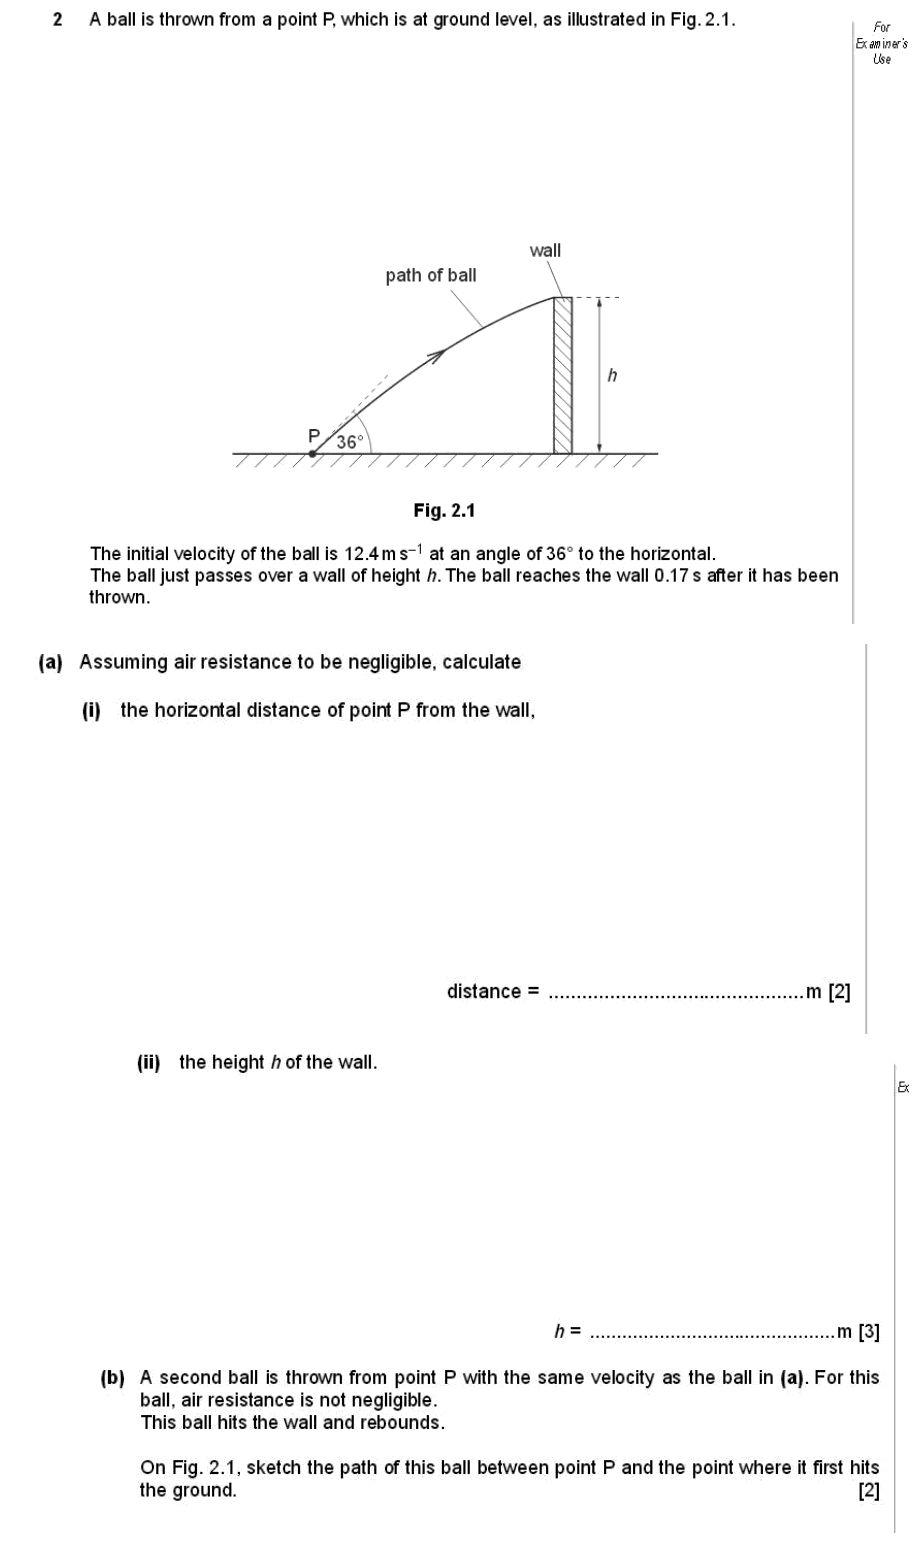 2 A ball is thrown from a point P, which is at ground level, as illustrated in Fig. 2.1.
For
Examiner's
Use
wall
path of ball
h
P
36°
Fig. 2.1
The initial velocity of the ball is 12.4 m s⁻¹ at an angle of 36° to the horizontal.
The ball just passes over a wall of height h. The ball reaches the wall 0.17 s after it has been
thrown.
(a) Assuming air resistance to be negligible, calculate
(i) the horizontal distance of point P from the wall,
distance = .............................................. m [2]
(ii) the height h of the wall.
Ex
h = .............................................. m [3]
(b) A second ball is thrown from point P with the same velocity as the ball in (a). For this
ball, air resistance is not negligible.
This ball hits the wall and rebounds.
On Fig. 2.1, sketch the path of this ball between point P and the point where it first hits
the ground. [2]